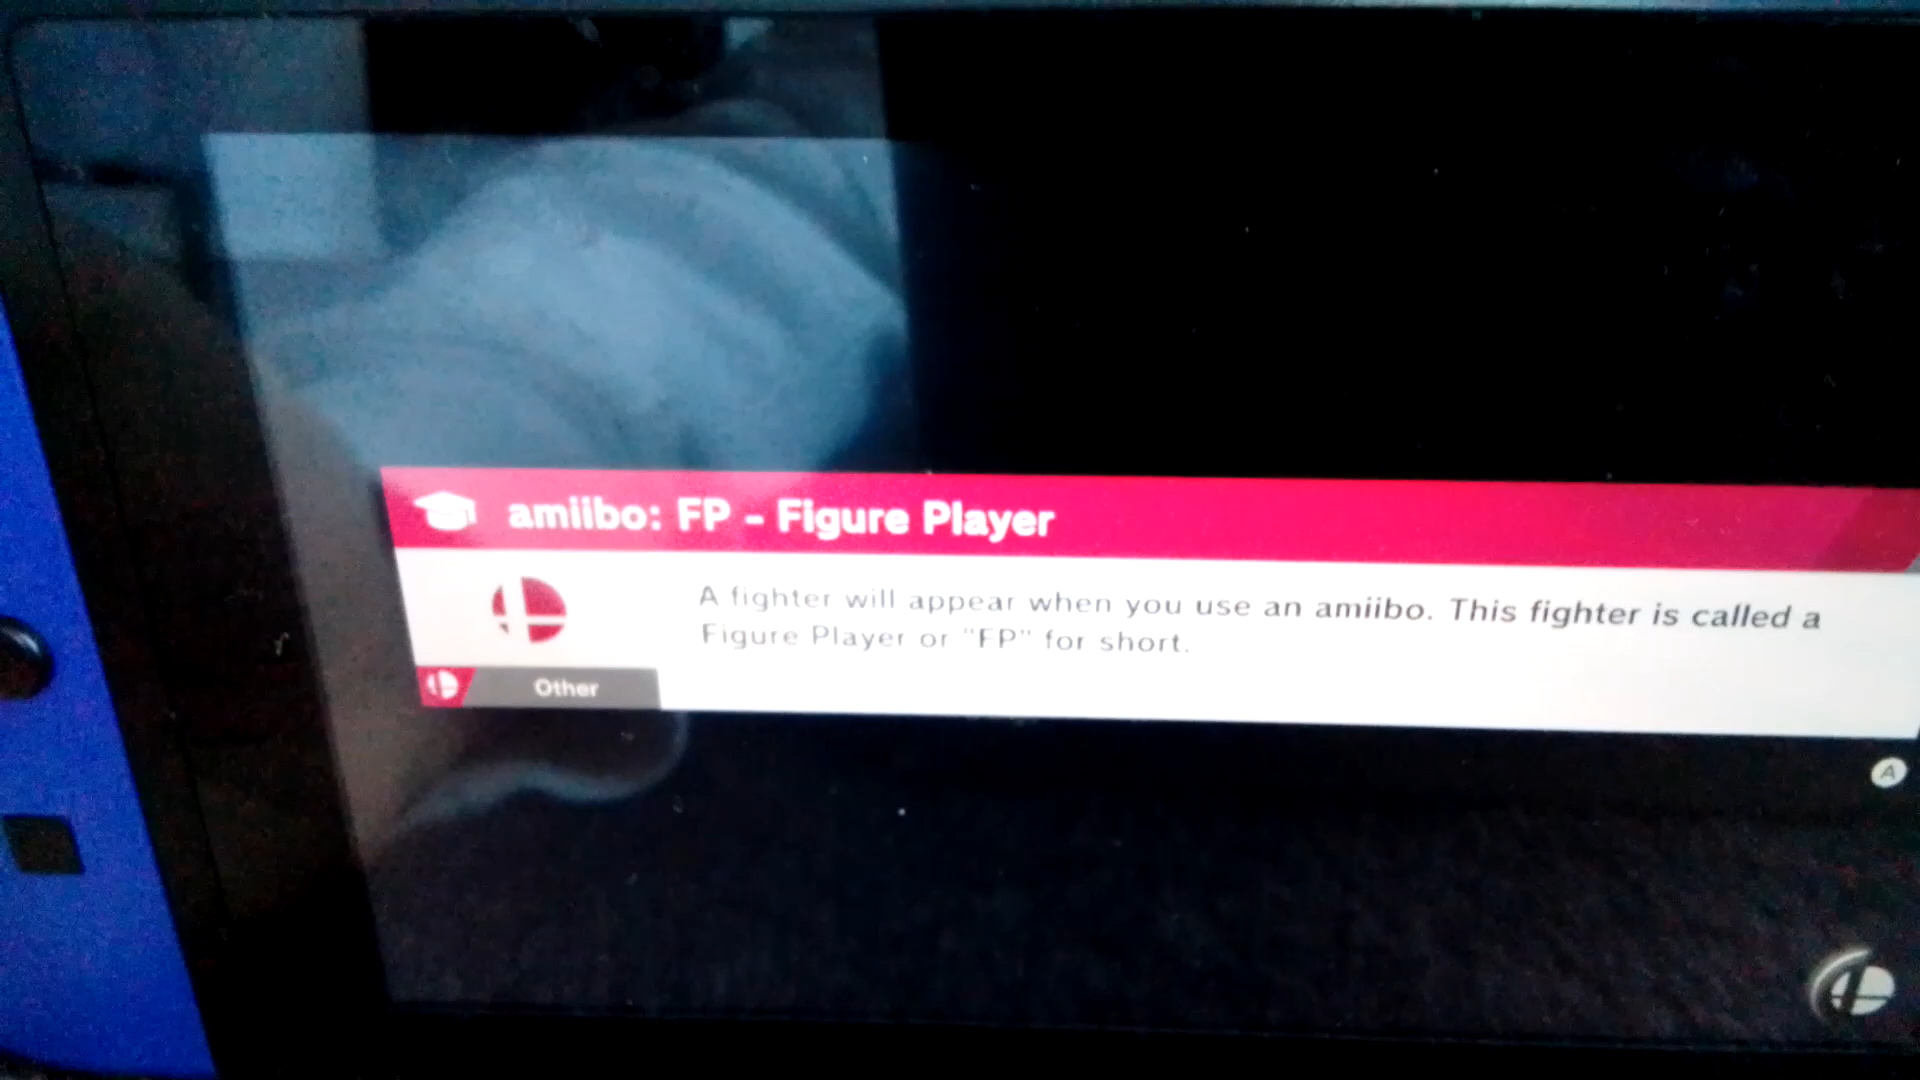 amiibo: FP - Figure Player
A fighter will appear when you use an amiibo. This fighter is called a
Figure Player or "FP" for short.
Other
A